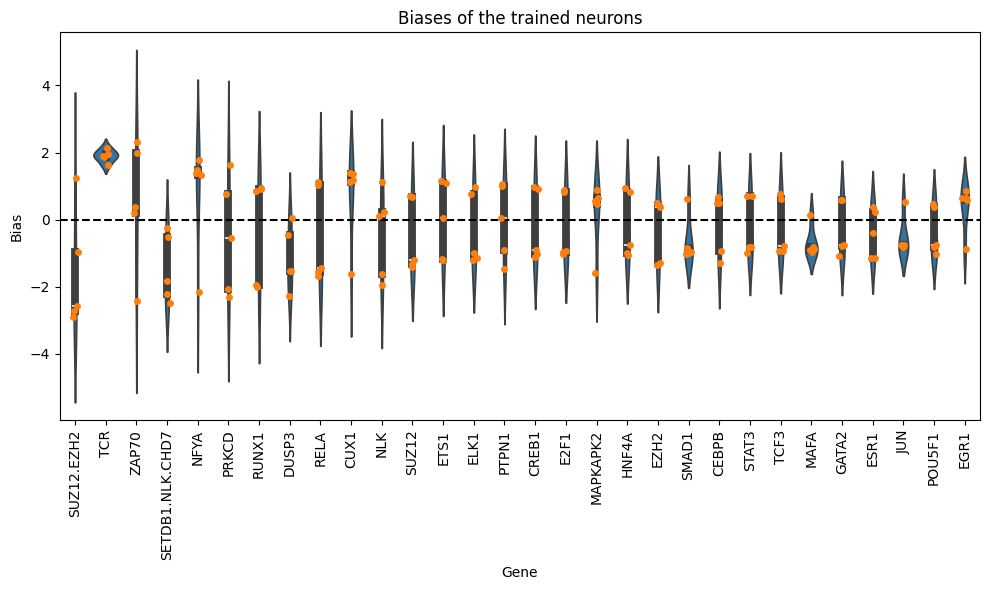 Biases of the trained neurons
Bias
4
2
0
−2
−4
SUZ12.EZH2
TCR
ZAP70
SETDB1.NLK.CHD7
NFYA
PRKCD
RUNX1
DUSP3
RELA
CUX1
NLK
SUZ12
ETS1
ELK1
PTPN1
CREB1
E2F1
MAPKAPK2
HNF4A
EZH2
SMAD1
CEBPB
STAT3
TCF3
MAFA
GATA2
ESR1
JUN
POU5F1
EGR1
Gene